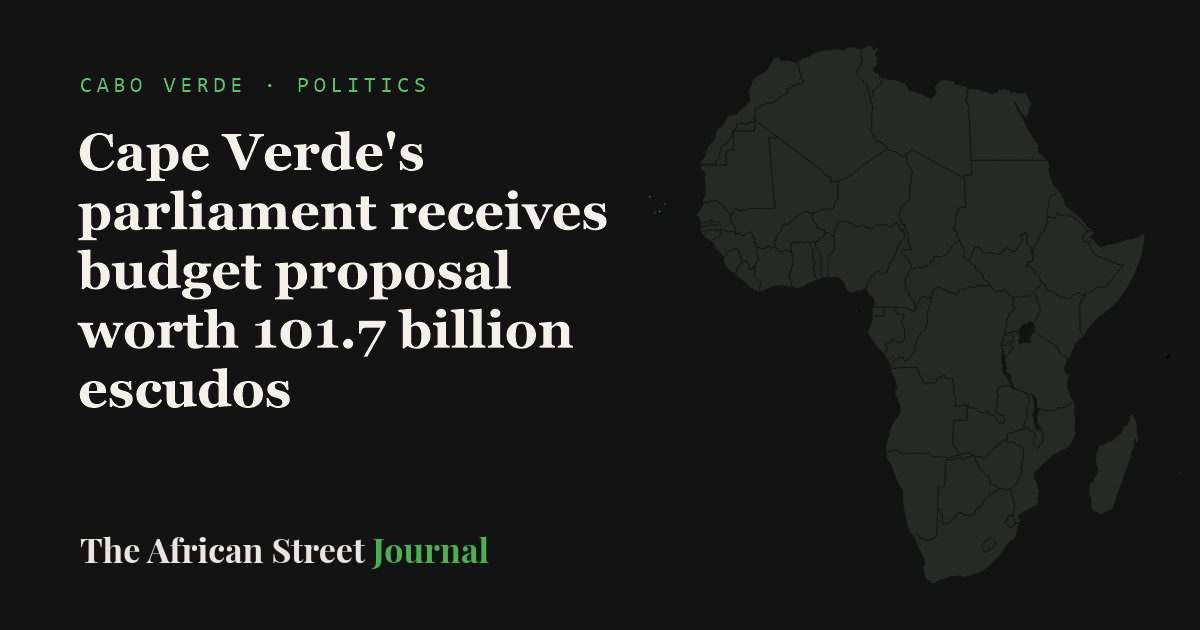 CABO VERDE · POLITICS
Cape Verde's
parliament receives
budget proposal
worth 101.7 billion
escudos
The African Street Journal